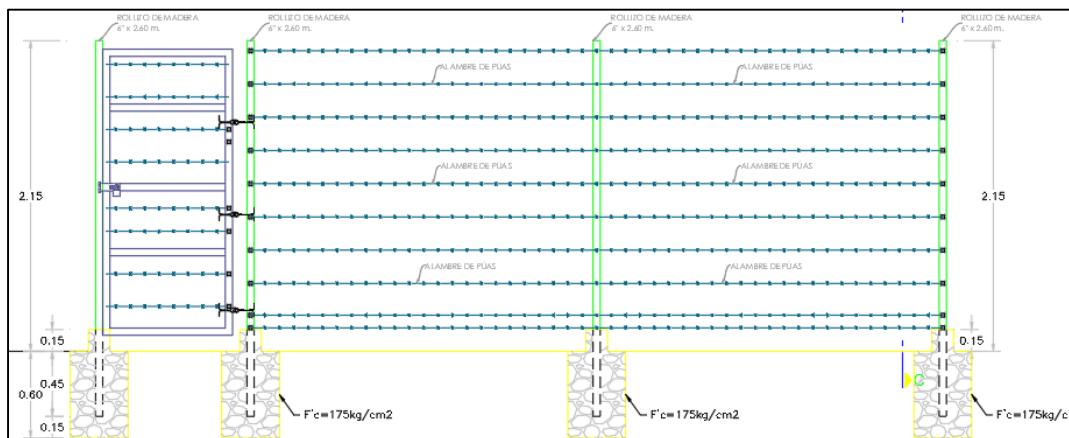 ROLLIZO DE MADERA
6" x 2.60 m.
ROLLIZO DE MADERA
6" x 2.60 m.
ROLLIZO DE MADERA
6" x 2.60 m.
ROLLIZO DE MADERA
6" x 2.60 m.
ALAMBRE DE PÚAS
ALAMBRE DE PÚAS
ALAMBRE DE PÚAS
ALAMBRE DE PÚAS
ALAMBRE DE PÚAS
ALAMBRE DE PÚAS
2.15
2.15
0.15
0.15
0.60
0.45
0.15
C
F'c=175kg/cm2
F'c=175kg/cm2
F'c=175kg/c